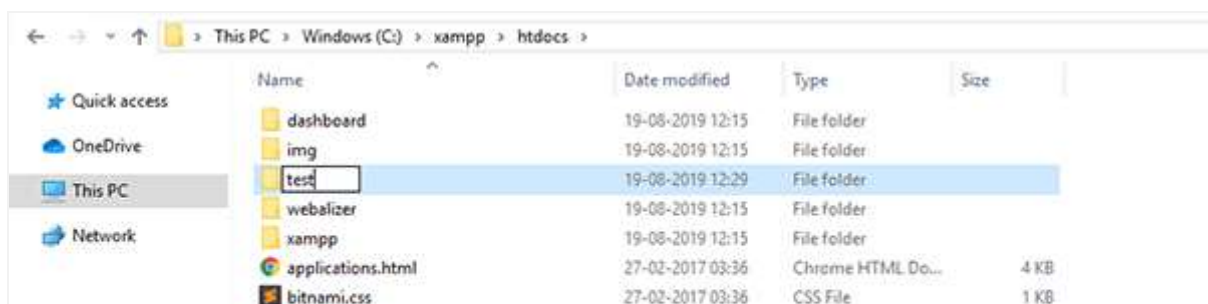 This PC > Windows (C:) > xampp > htdocs >
Name Date modified Type Size
Quick access
dashboard 19-08-2019 12:15 File folder
OneDrive
img 19-08-2019 12:15 File folder
This PC
test 19-08-2019 12:29 File folder
webalizer 19-08-2019 12:15 File folder
Network
xampp 19-08-2019 12:15 File folder
applications.html 27-02-2017 03:36 Chrome HTML Do... 4 KB
bitnami.css 27-02-2017 03:36 CSS File 1 KB